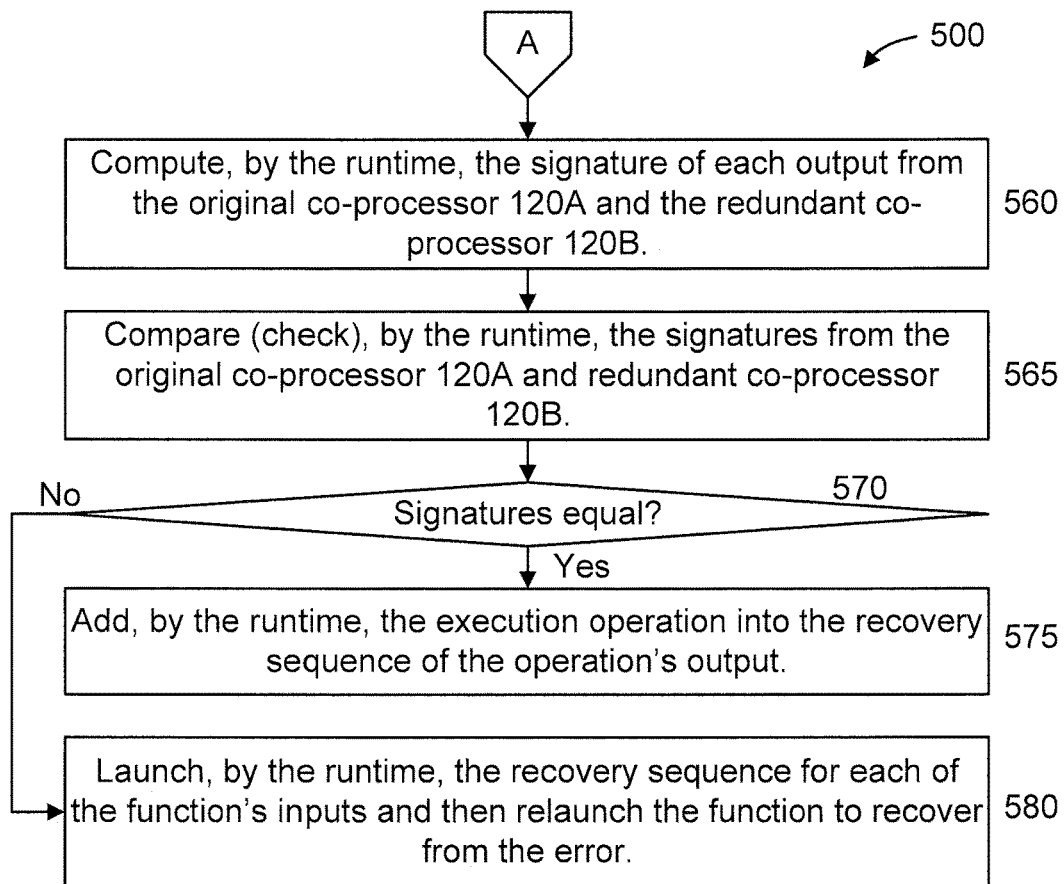 A
500
Compute, by the runtime, the signature of each output from
the original co-processor 120A and the redundant co-
processor 120B.
560
Compare (check), by the runtime, the signatures from the
original co-processor 120A and redundant co-processor
120B.
565
No
570
Signatures equal?
Yes
Add, by the runtime, the execution operation into the recovery
sequence of the operation's output.
575
Launch, by the runtime, the recovery sequence for each of
the function's inputs and then relaunch the function to recover
from the error.
580